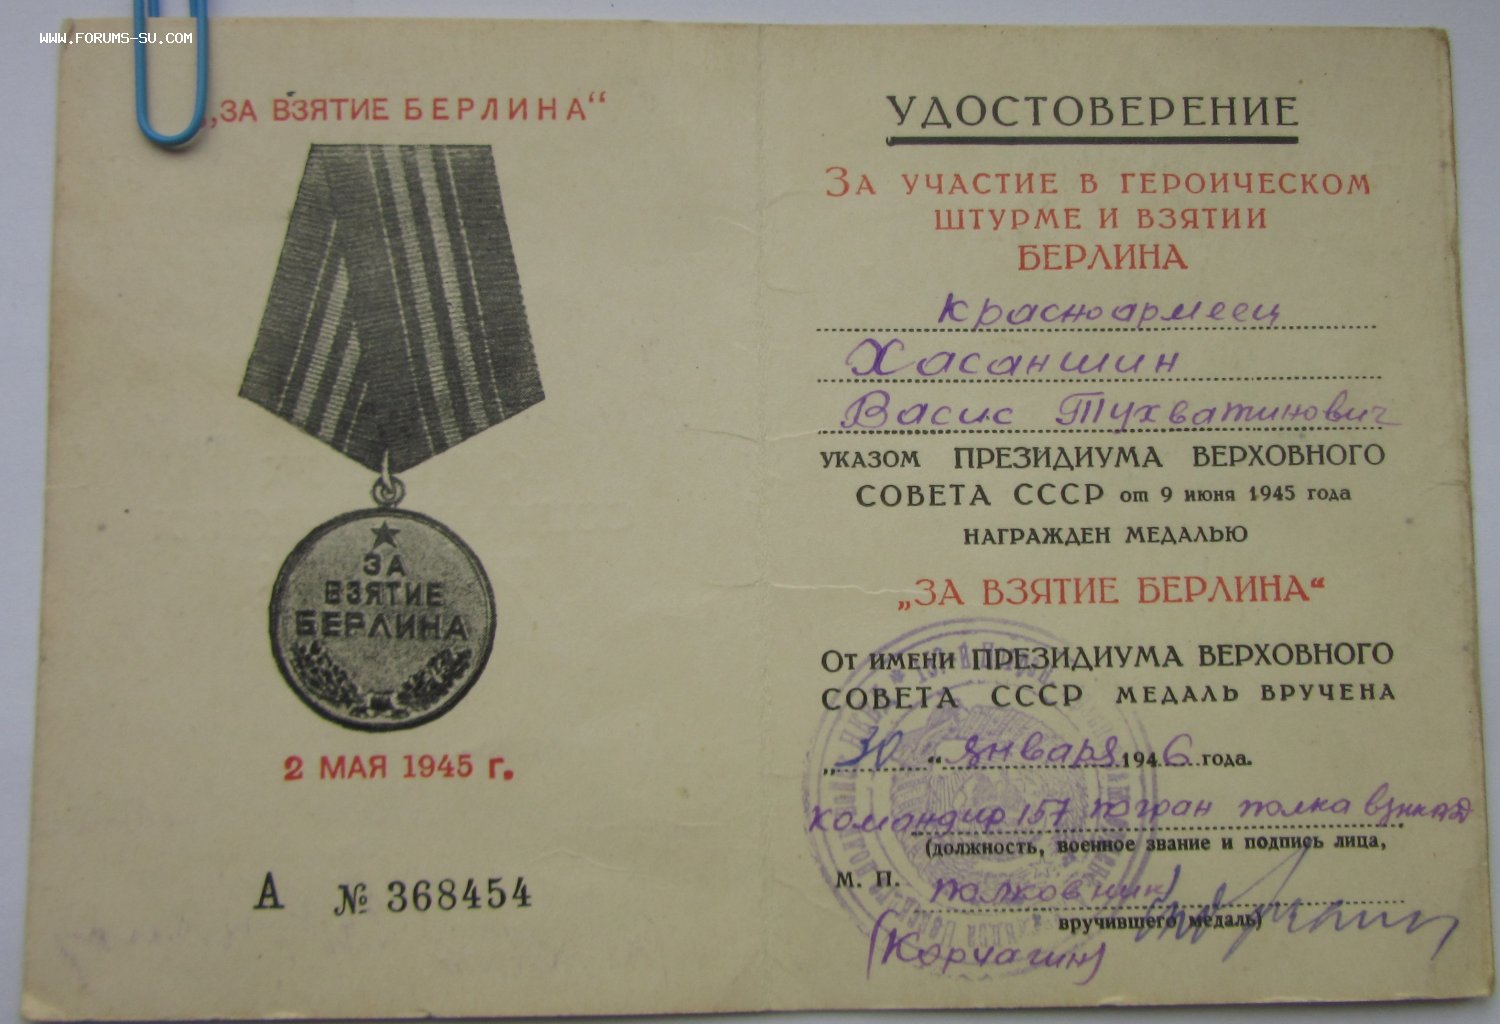 www.forums-su.com
„ЗА ВЗЯТИЕ БЕРЛИНА“
ЗА
ВЗЯТИЕ
БЕРЛИНА
2 МАЯ 1945 г.
А № 368454
УДОСТОВЕРЕНИЕ
ЗА УЧАСТИЕ В ГЕРОИЧЕСКОМ
ШТУРМЕ И ВЗЯТИИ
БЕРЛИНА
Красноармеец
Хасаншин
Васис Тухватинович
УКАЗОМ ПРЕЗИДИУМА ВЕРХОВНОГО
СОВЕТА СССР от 9 июня 1945 года
НАГРАЖДЕН МЕДАЛЬЮ
„ЗА ВЗЯТИЕ БЕРЛИНА“
ОТ ИМЕНИ ПРЕЗИДИУМА ВЕРХОВНОГО
СОВЕТА СССР МЕДАЛЬ ВРУЧЕНА
„30“ января 1946 года.
командир 157 погран полка
(должность, военное звание и подпись лица,
М. П. полковник
вручившего медаль)
(Корчагин)